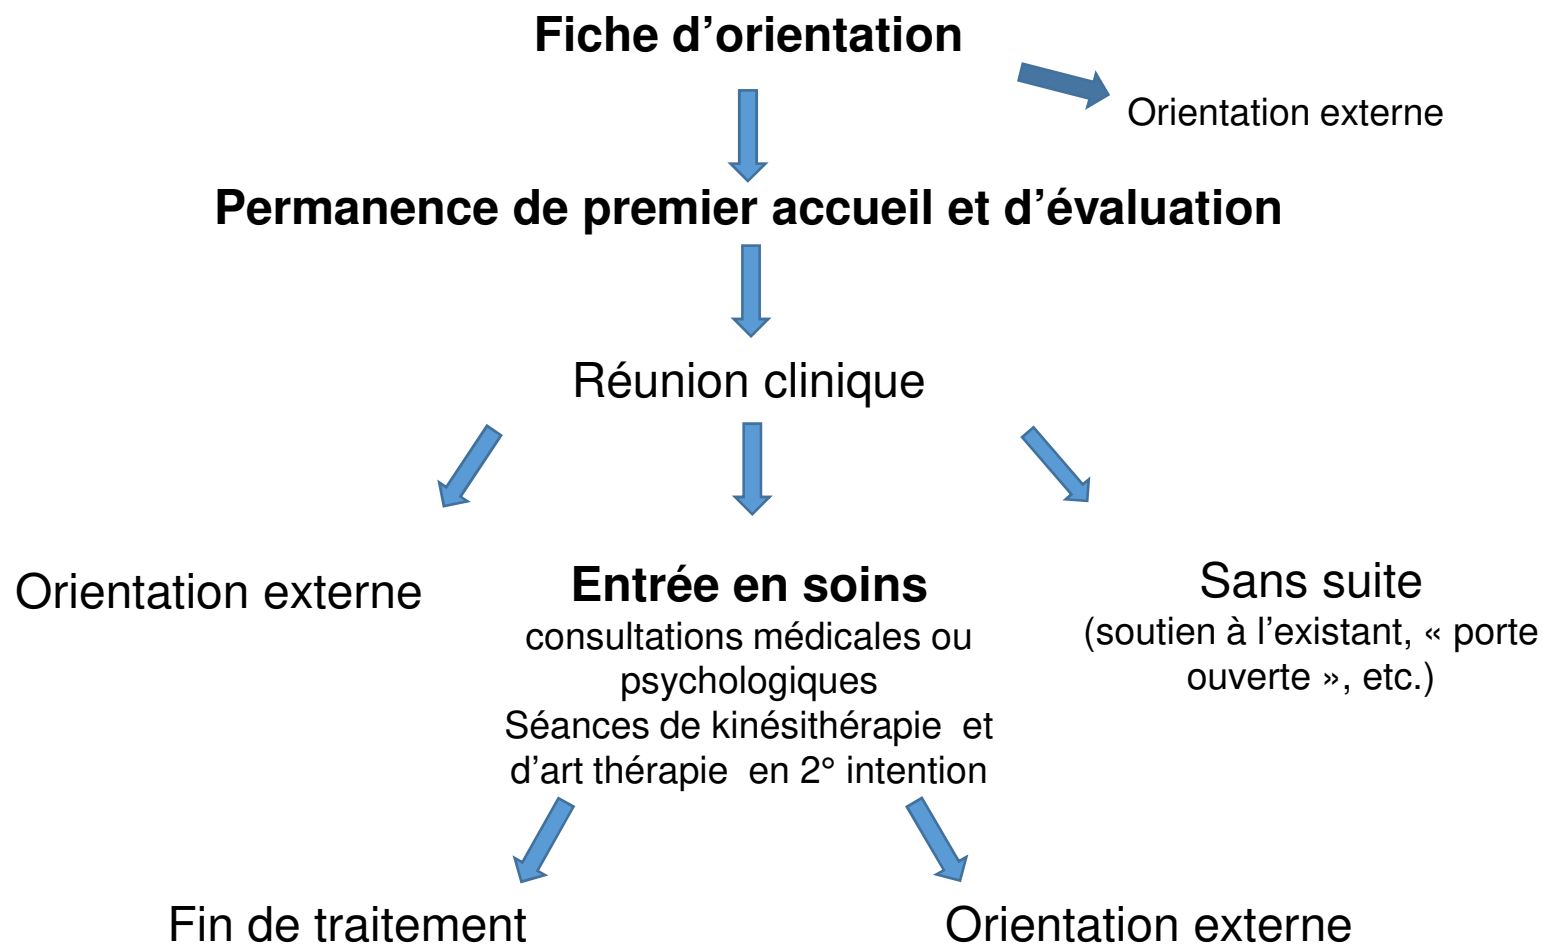 Fiche d’orientation
Orientation externe
Permanence de premier accueil et d’évaluation
Réunion clinique
Orientation externe
Entrée en soins
consultations médicales ou
psychologiques
Séances de kinésithérapie et
d’art thérapie en 2° intention
Sans suite
(soutien à l’existant, « porte
ouverte », etc.)
Fin de traitement
Orientation externe